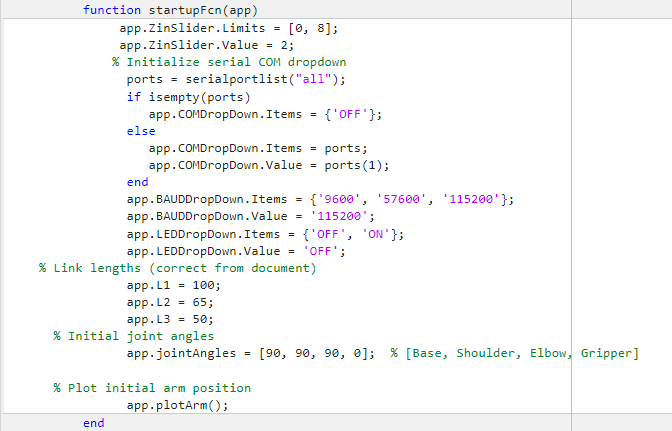 function startupFcn(app)
app.ZinSlider.Limits = [0, 8];
app.ZinSlider.Value = 2;
% Initialize serial COM dropdown
ports = serialportlist("all");
if isempty(ports)
app.COMDropDown.Items = {'OFF'};
else
app.COMDropDown.Items = ports;
app.COMDropDown.Value = ports(1);
end
app.BAUDDropDown.Items = {'9600', '57600', '115200'};
app.BAUDDropDown.Value = '115200';
app.LEDDropDown.Items = {'OFF', 'ON'};
app.LEDDropDown.Value = 'OFF';
% Link lengths (correct from document)
app.L1 = 100;
app.L2 = 65;
app.L3 = 50;
% Initial joint angles
app.jointAngles = [90, 90, 90, 0];  % [Base, Shoulder, Elbow, Gripper]
% Plot initial arm position
app.plotArm();
end